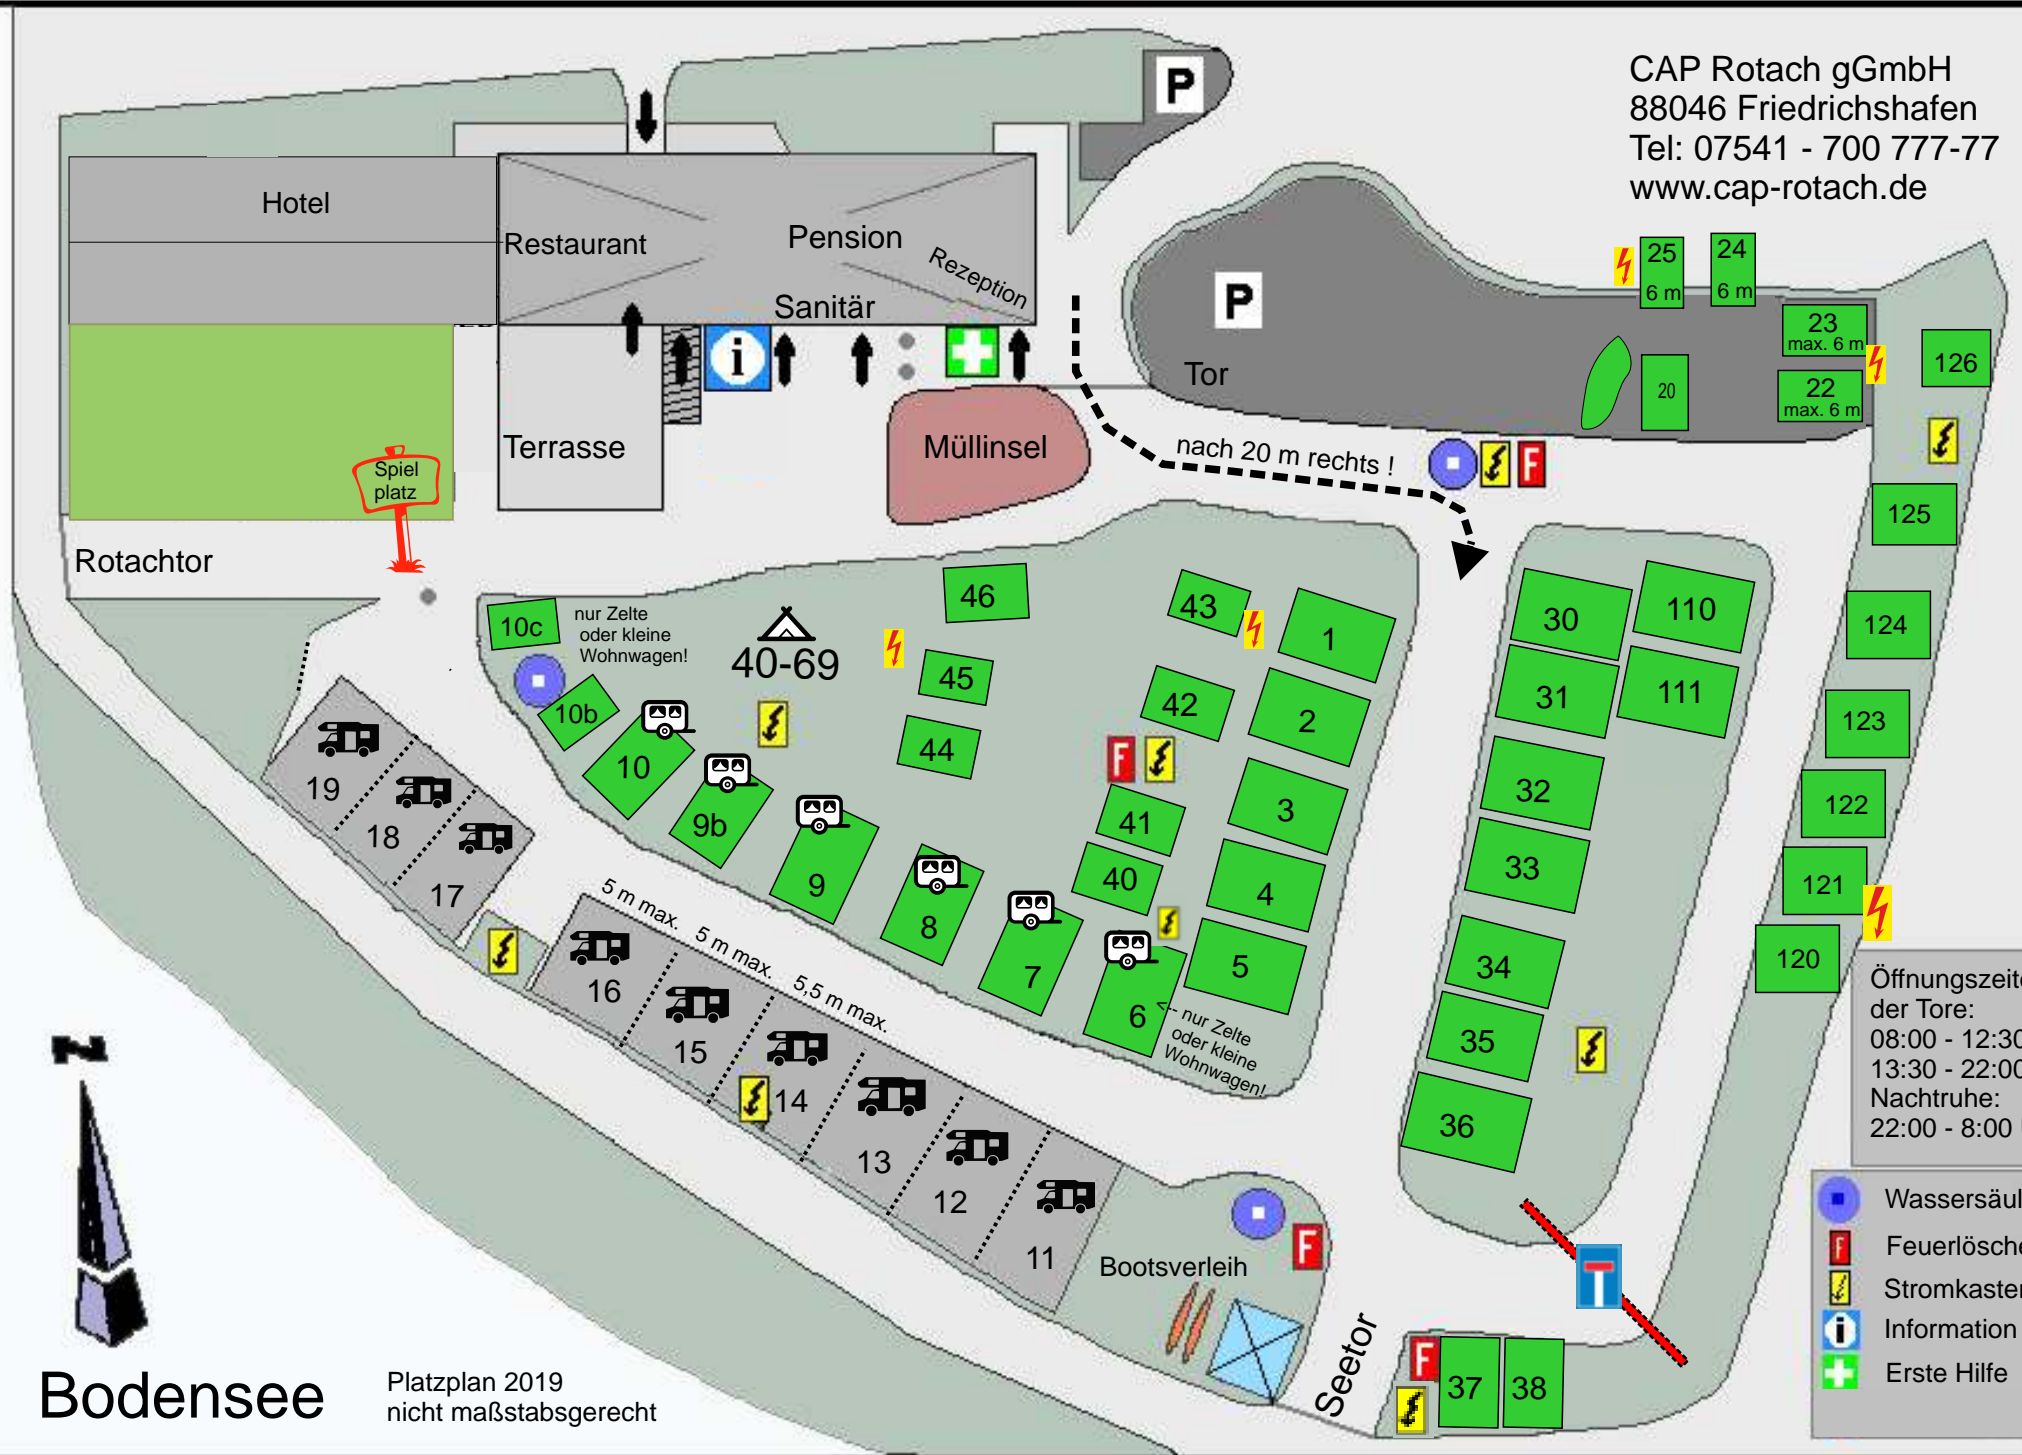 CAP Rotach gGmbH
88046 Friedrichshafen
Tel: 07541 - 700 777-77
www.cap-rotach.de
P
Hotel
Restaurant
Pension
Rezeption
Sanitär
i
P
Tor
25
6 m
24
6 m
23
max. 6 m
22
max. 6 m
20
126
125
124
123
122
121
120
Terrasse
Müllinsel
nach 20 m rechts !
F
Spiel
platz
Rotachtor
10c
nur Zelte
oder kleine
Wohnwagen!
40-69
46
45
44
43
42
41
40
F
1
2
3
4
5
6
<-- nur Zelte
oder kleine
Wohnwagen!
7
8
9
9b
10
10b
30
31
32
33
34
35
36
110
111
19
18
17
5 m max.
5 m max.
5,5 m max.
16
15
14
13
12
11
Bootsverleih
F
Seetor
F
37
38
N
Bodensee
Platzplan 2019
nicht maßstabsgerecht
Öffnungszeite
der Tore:
08:00 - 12:30
13:30 - 22:00
Nachtruhe:
22:00 - 8:00
Wassersäul
F Feuerlösche
Stromkaster
i Information
Erste Hilfe